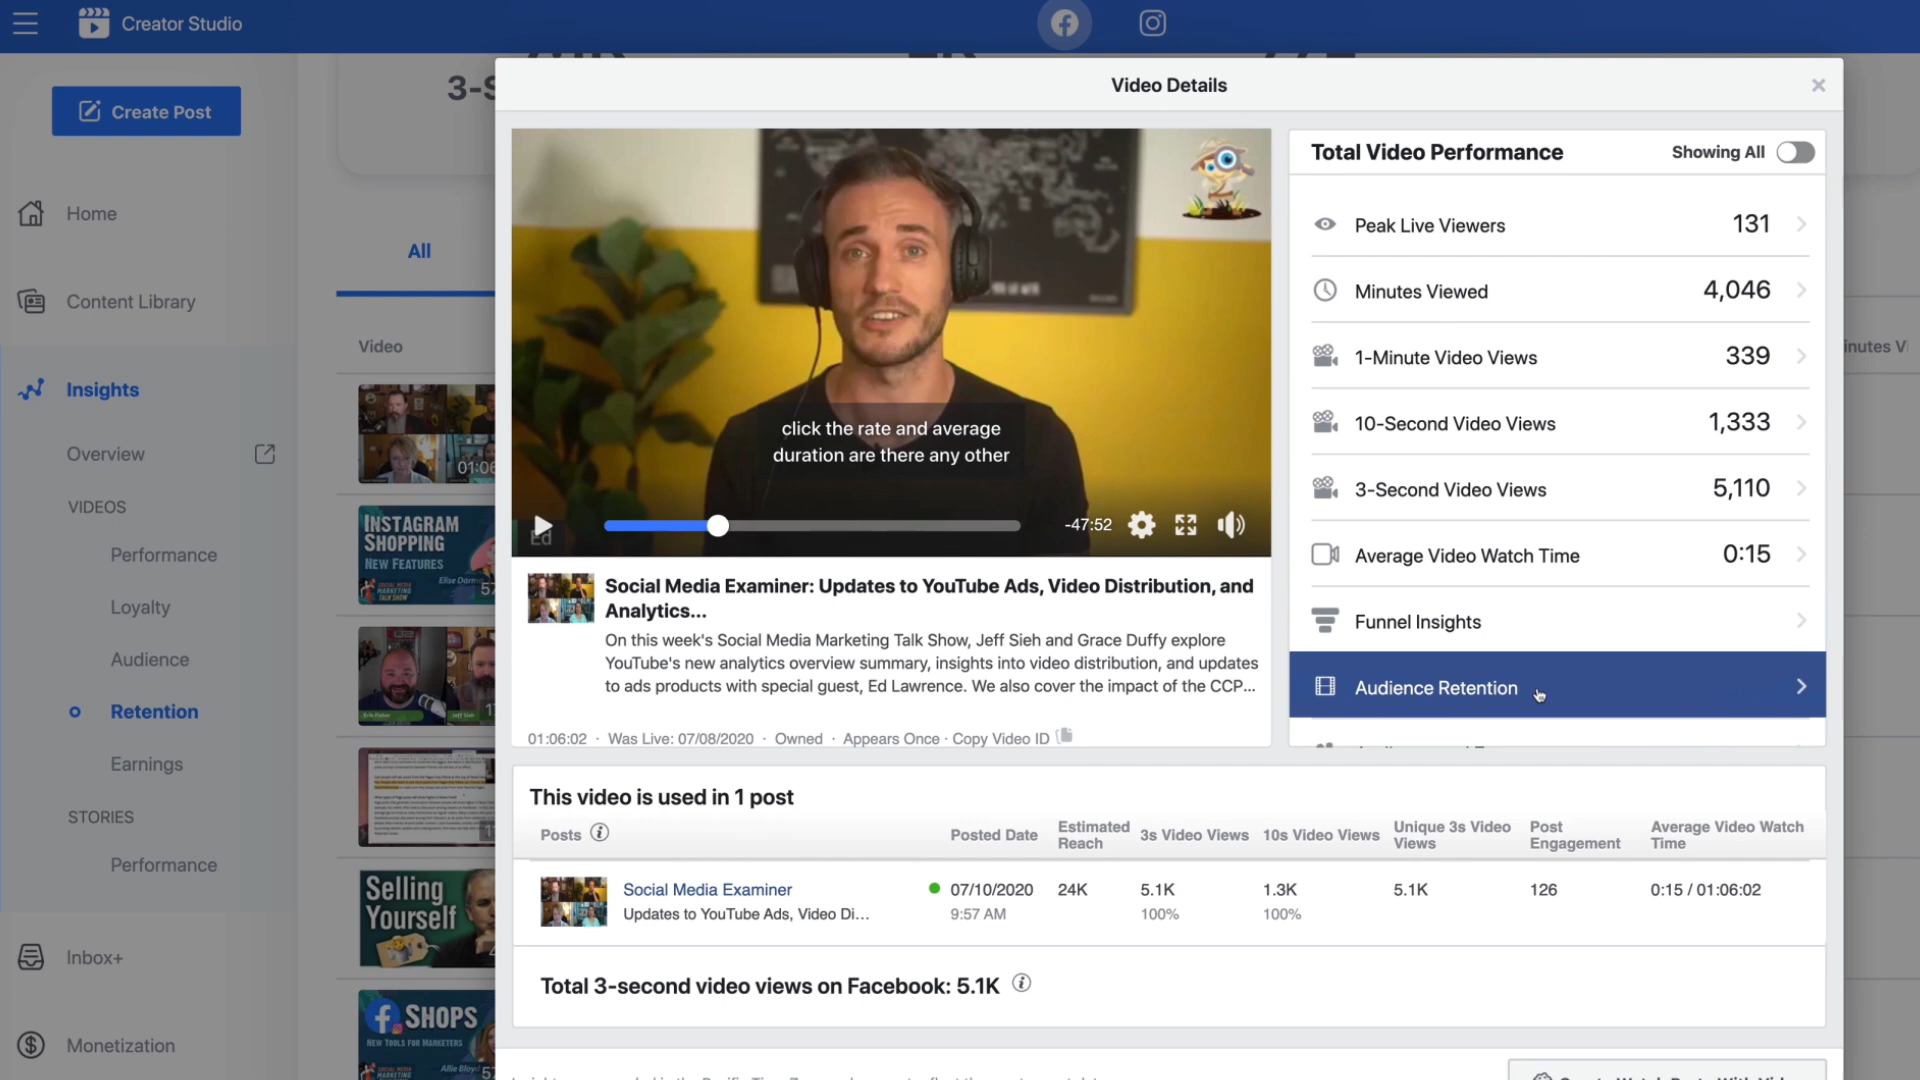 Creator Studio
Create Post
Home
Content Library
Insights
Overview
VIDEOS
Performance
Loyalty
Audience
Retention
Earnings
STORIES
Performance
Inbox+
Monetization
3-S
All
Video
01:06
INSTAGRAM
SHOPPING
NEW FEATURES
Selling
Yourself
SHOPS
NEW TOOLS FOR MARKETERS
Allie Bloyd
Video Details
click the rate and average
duration are there any other
Ed
-47:52
Social Media Examiner: Updates to YouTube Ads, Video Distribution, and
Analytics...
On this week's Social Media Marketing Talk Show, Jeff Sieh and Grace Duffy explore
YouTube's new analytics overview summary, insights into video distribution, and updates
to ads products with special guest, Ed Lawrence. We also cover the impact of the CCP...
01:06:02 · Was Live: 07/08/2020 · Owned · Appears Once · Copy Video ID
Total Video Performance Showing All
Peak Live Viewers 131
Minutes Viewed 4,046
1-Minute Video Views 339
10-Second Video Views 1,333
3-Second Video Views 5,110
Average Video Watch Time 0:15
Funnel Insights
Audience Retention
This video is used in 1 post
Posts Posted Date Estimated Reach 3s Video Views 10s Video Views Unique 3s Video Views Post Engagement Average Video Watch Time
Social Media Examiner 07/10/2020 24K 5.1K 1.3K 5.1K 126 0:15 / 01:06:02
Updates to YouTube Ads, Video Di... 9:57 AM 100% 100%
Total 3-second video views on Facebook: 5.1K